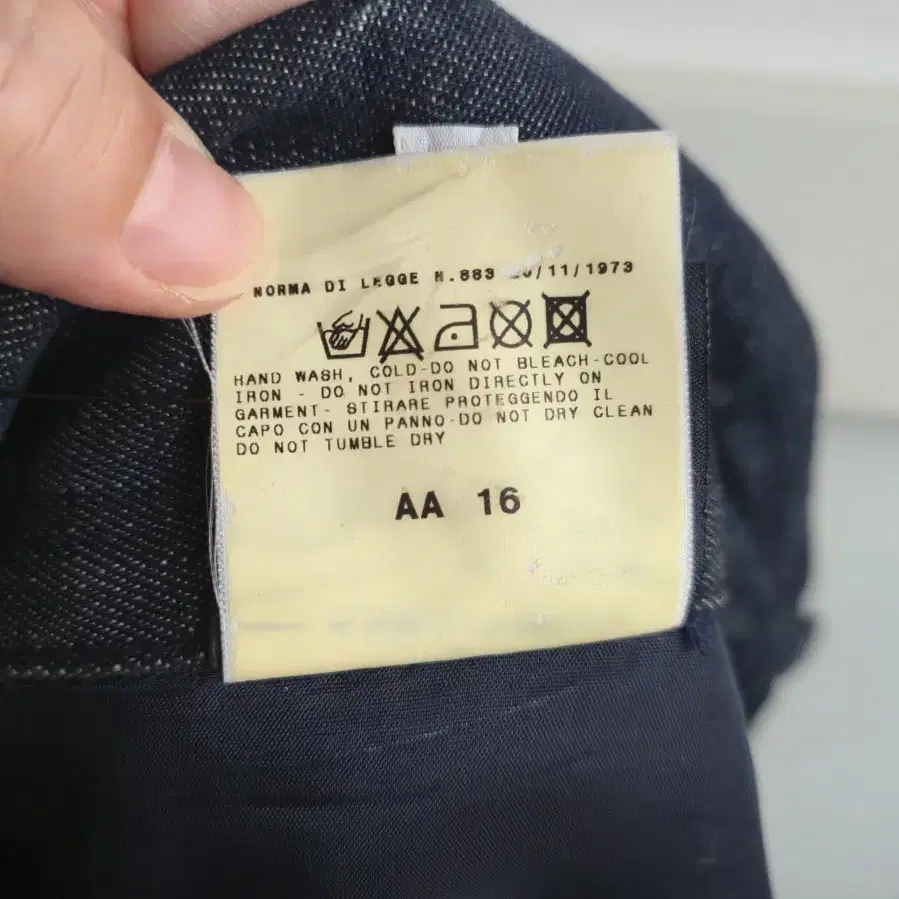 NORMA DI LEGGE N.883 /11/1973
HAND WASH, COLD-DO NOT BLEACH-COOL
IRON - DO NOT IRON DIRECTLY ON
GARMENT- STIRARE PROTEGGENDO IL
CAPO CON UN PANNO-DO NOT DRY CLEAN
DO NOT TUMBLE DRY
AA 16